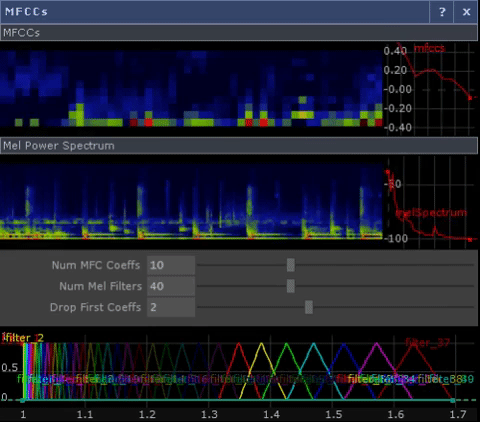 MFCCs
? x
MFCCs
0.40
mfccs
0.20
-0.00
-0.20
-0.40
Mel Power Spectrum
melSpectrum
-100
Num MFC Coeffs 10
Num Mel Filters 40
Drop First Coeffs 2
filter_2
filter_37
0.5
0.
1 1.1 1.2 1.3 1.4 1.5 1.6 1.7